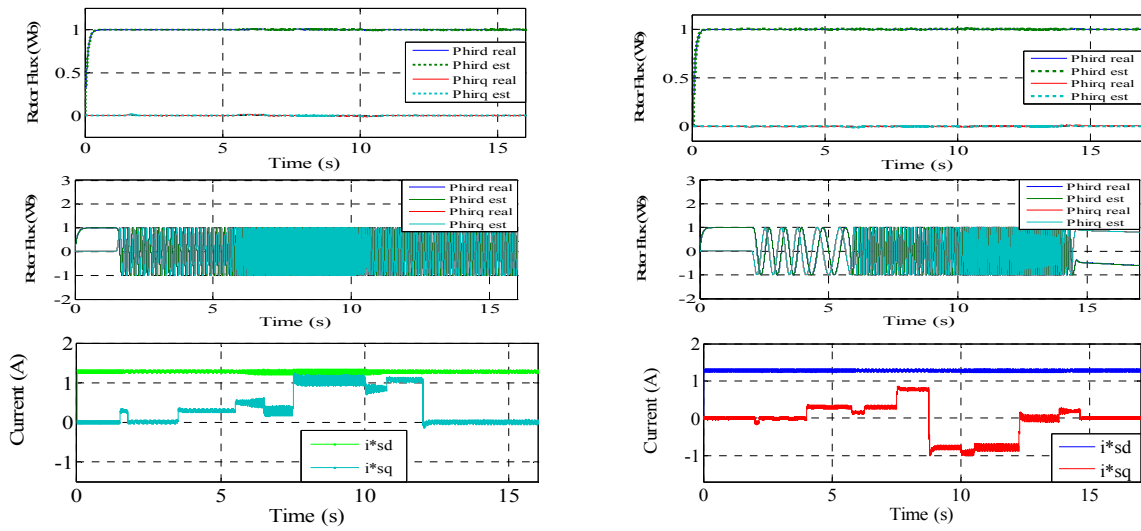 Rotor Flux (Wb)
1
0.5
0
Phird real
Phird est
Phirq real
Phirq est
0
5
10
15
Time (s)
Rotor Flux (Wb)
3
2
1
0
-1
-2
Phird real
Phird est
Phirq real
Phirq est
0
5
10
15
Time (s)
Current (A)
2
1
0
-1
i*sd
i*sq
0
5
10
15
Time (s)
Rotor Flux (Wb)
1
0.5
0
Phird real
Phird est
Phirq real
Phirq est
0
5
10
15
Time (s)
Rotor Flux (Wb)
3
2
1
0
-1
-2
Phird real
Phird est
Phirq real
Phirq est
0
5
10
15
Time (s)
Current (A)
2
1
0
-1
i*sd
i*sq
0
5
10
15
Time (s)